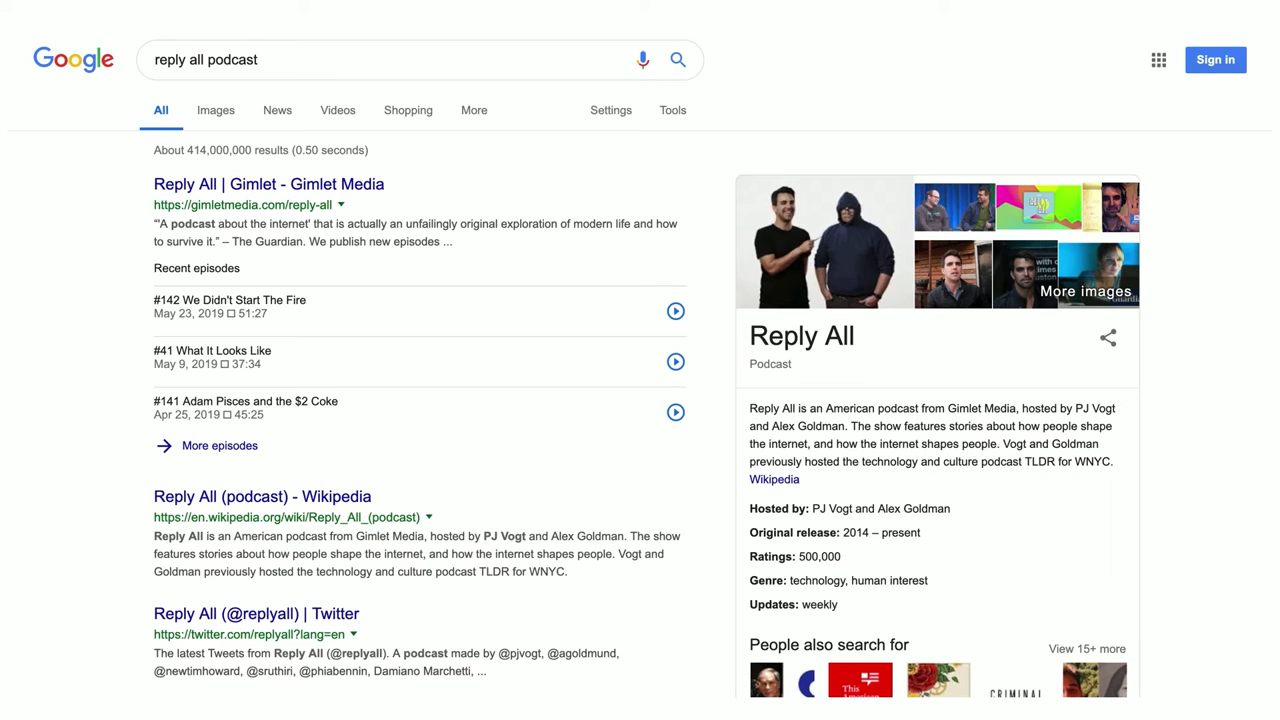 Google
reply all podcast
Sign in
All
Images
News
Videos
Shopping
More
Settings
Tools
About 414,000,000 results (0.50 seconds)
Reply All | Gimlet - Gimlet Media
https://gimletmedia.com/reply-all
“'A podcast about the internet' that is actually an unfailingly original exploration of modern life and how
to survive it.” – The Guardian. We publish new episodes ...
Recent episodes
#142 We Didn't Start The Fire
May 23, 2019 51:27
#41 What It Looks Like
May 9, 2019 37:34
#141 Adam Pisces and the $2 Coke
Apr 25, 2019 45:25
More episodes
Reply All (podcast) - Wikipedia
https://en.wikipedia.org/wiki/Reply_All_(podcast)
Reply All is an American podcast from Gimlet Media, hosted by PJ Vogt and Alex Goldman. The show
features stories about how people shape the internet, and how the internet shapes people. Vogt and
Goldman previously hosted the technology and culture podcast TLDR for WNYC.
Reply All (@replyall) | Twitter
https://twitter.com/replyall?lang=en
The latest Tweets from Reply All (@replyall). A podcast made by @pjvogt, @agoldmund,
@newtimhoward, @sruthiri, @phiabennin, Damiano Marchetti, ...
More images
Reply All
Podcast
Reply All is an American podcast from Gimlet Media, hosted by PJ Vogt
and Alex Goldman. The show features stories about how people shape
the internet, and how the internet shapes people. Vogt and Goldman
previously hosted the technology and culture podcast TLDR for WNYC.
Wikipedia
Hosted by: PJ Vogt and Alex Goldman
Original release: 2014 – present
Ratings: 500,000
Genre: technology, human interest
Updates: weekly
People also search for
View 15+ more
This
American
CRIMINAL